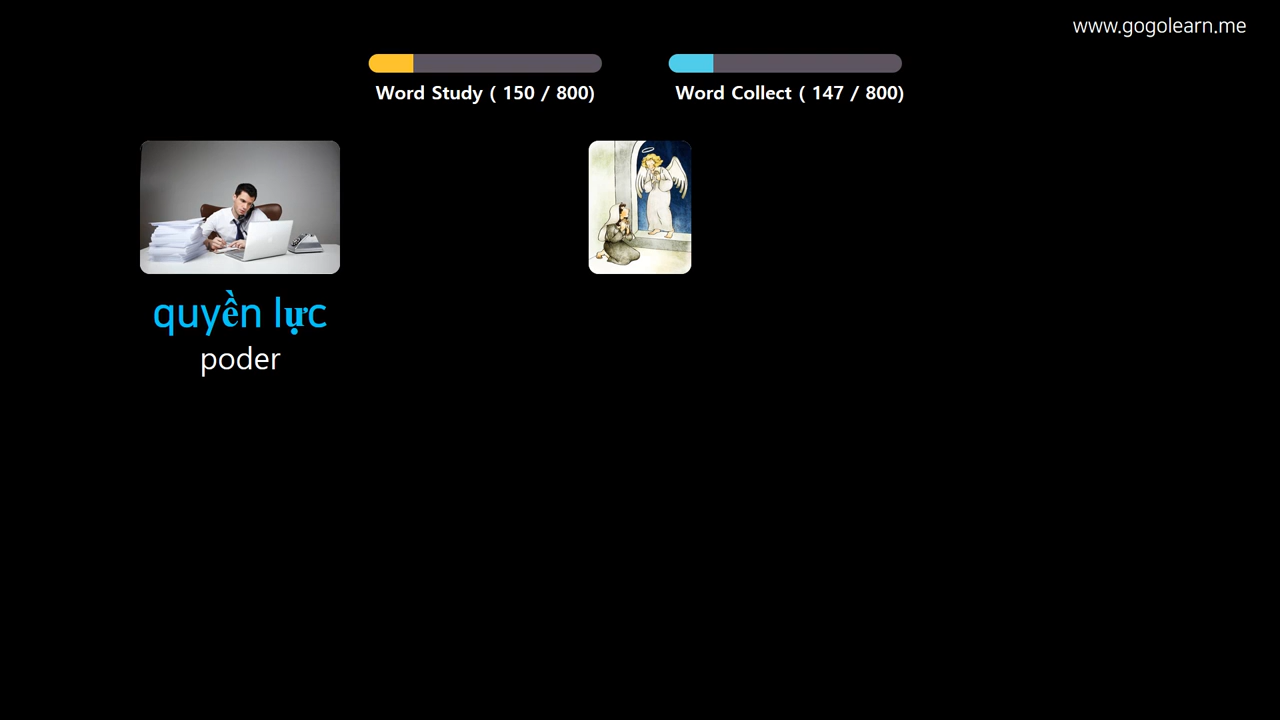 www.gogolearn.me
Word Study ( 150 / 800)
Word Collect ( 147 / 800)
quyền lực
poder